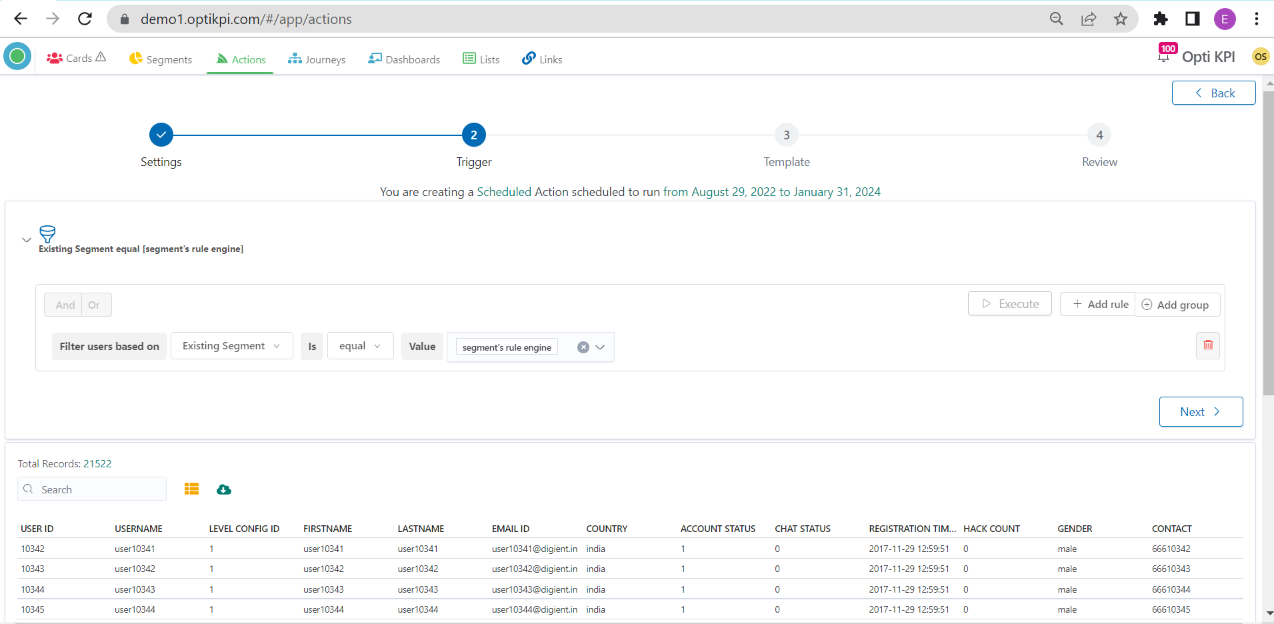 demo1.optikpi.com/#/app/actions
E
Cards Segments Actions Journeys Dashboards Lists Links 100 Opti KPI OS
Back
2 3 4
Settings Trigger Template Review
You are creating a Scheduled Action scheduled to run from August 29, 2022 to January 31, 2024
Existing Segment equal [segment's rule engine]
And Or Execute + Add rule Add group
Filter users based on Existing Segment Is equal Value segment's rule engine
Next
Total Records: 21522
Search
USER ID USERNAME LEVEL CONFIG ID FIRSTNAME LASTNAME EMAIL ID COUNTRY ACCOUNT STATUS CHAT STATUS REGISTRATION TIM... HACK COUNT GENDER CONTACT
10342 user10341 1 user10341 user10341 user10341@digient.in india 1 0 2017-11-29 12:59:51 0 male 66610342
10343 user10342 1 user10342 user10342 user10342@digient.in india 1 0 2017-11-29 12:59:51 0 male 66610343
10344 user10343 1 user10343 user10343 user10343@digient.in india 1 0 2017-11-29 12:59:51 0 male 66610344
10345 user10344 1 user10344 user10344 user10344@digient.in india 1 0 2017-11-29 12:59:51 0 male 66610345